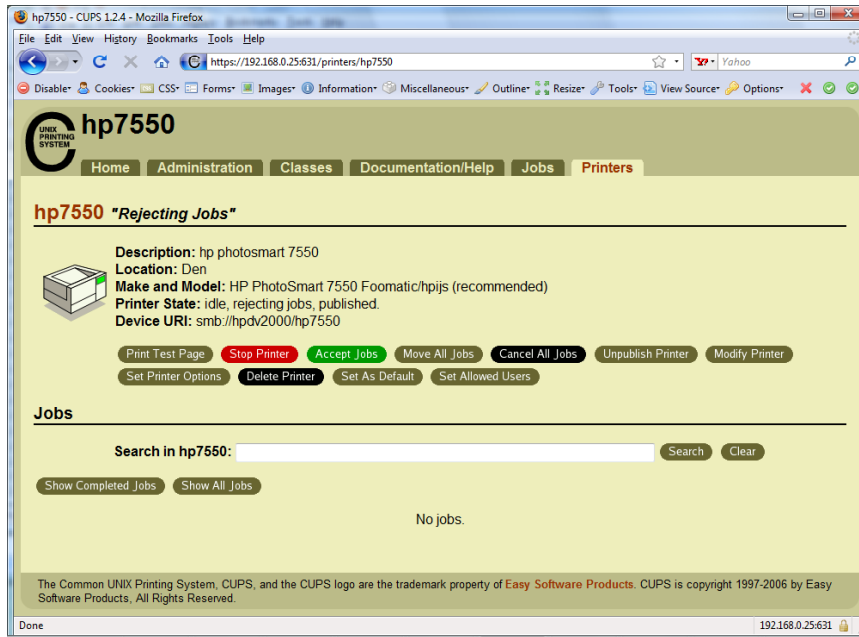 hp7550 - CUPS 1.2.4 - Mozilla Firefox
File Edit View History Bookmarks Tools Help
https://192.168.0.25:631/printers/hp7550 Yahoo
Disable Cookies CSS Forms Images Information Miscellaneous Outline Resize Tools View Source Options
UNIX
PRINTING
SYSTEM
hp7550
Home Administration Classes Documentation/Help Jobs Printers
hp7550 "Rejecting Jobs"
Description: hp photosmart 7550
Location: Den
Make and Model: HP PhotoSmart 7550 Foomatic/hpijs (recommended)
Printer State: idle, rejecting jobs, published.
Device URI: smb://hpdv2000/hp7550
Print Test Page Stop Printer Accept Jobs Move All Jobs Cancel All Jobs Unpublish Printer Modify Printer
Set Printer Options Delete Printer Set As Default Set Allowed Users
Jobs
Search in hp7550: Search Clear
Show Completed Jobs Show All Jobs
No jobs.
The Common UNIX Printing System, CUPS, and the CUPS logo are the trademark property of Easy Software Products. CUPS is copyright 1997-2006 by Easy
Software Products, All Rights Reserved.
Done 192.168.0.25:631